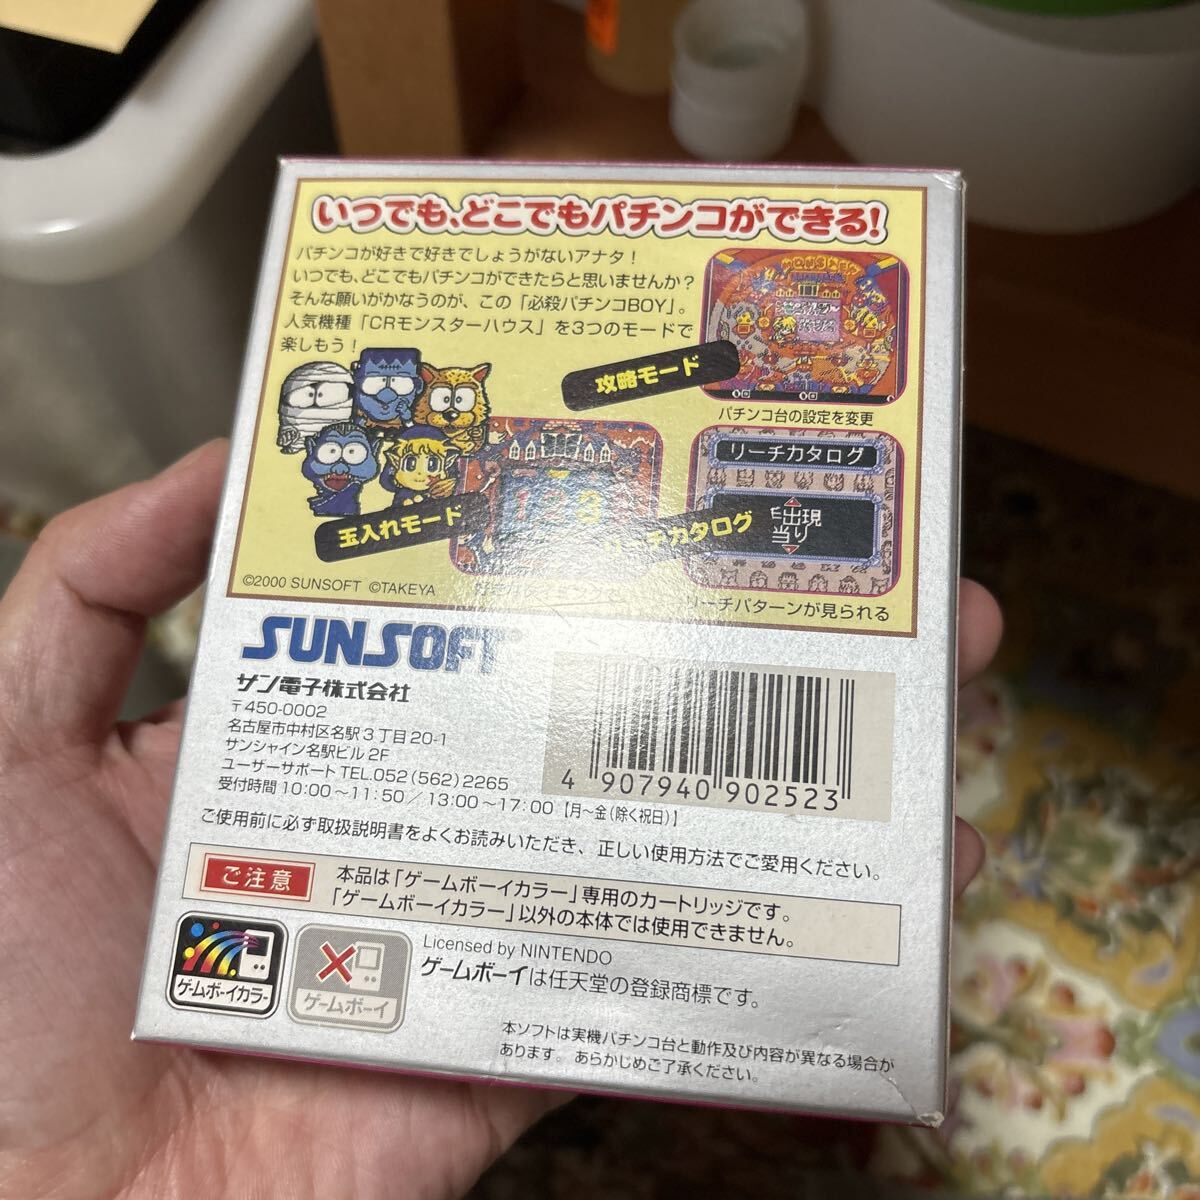 いつでも、どこでもパチンコができる!
パチンコが好きで好きでしょうがないアナタ!
いつでも、どこでもパチンコができたらと思いませんか?
そんな願いがかなうのが、この「必殺パチンコBOY」。
人気機種「CRモンスターハウス」を3つのモードで
楽しもう!
攻略モード
パチンコ台の設定を変更
玉入れモード
リーチカタログ
リーチカタログ
出現
当り
リーチパターンが見られる
©2000 SUNSOFT ©TAKEYA
SUNSOFT
サン電子株式会社
〒450-0002
名古屋市中村区名駅3丁目20-1
サンシャイン名駅ビル2F
ユーザーサポート TEL.052(562)2265
受付時間 10:00〜11:50/13:00〜17:00【月〜金(除く祝日)】
4 907940 902523
ご使用前に必ず取扱説明書をよくお読みいただき、正しい使用方法でご愛用ください。
ご注意
本品は「ゲームボーイカラー」専用のカートリッジです。
「ゲームボーイカラー」以外の本体では使用できません。
ゲームボーイカラー
ゲームボーイ
Licensed by NINTENDO
ゲームボーイは任天堂の登録商標です。
本ソフトは実機パチンコ台と動作及び内容が異なる場合が
あります。あらかじめご了承ください。